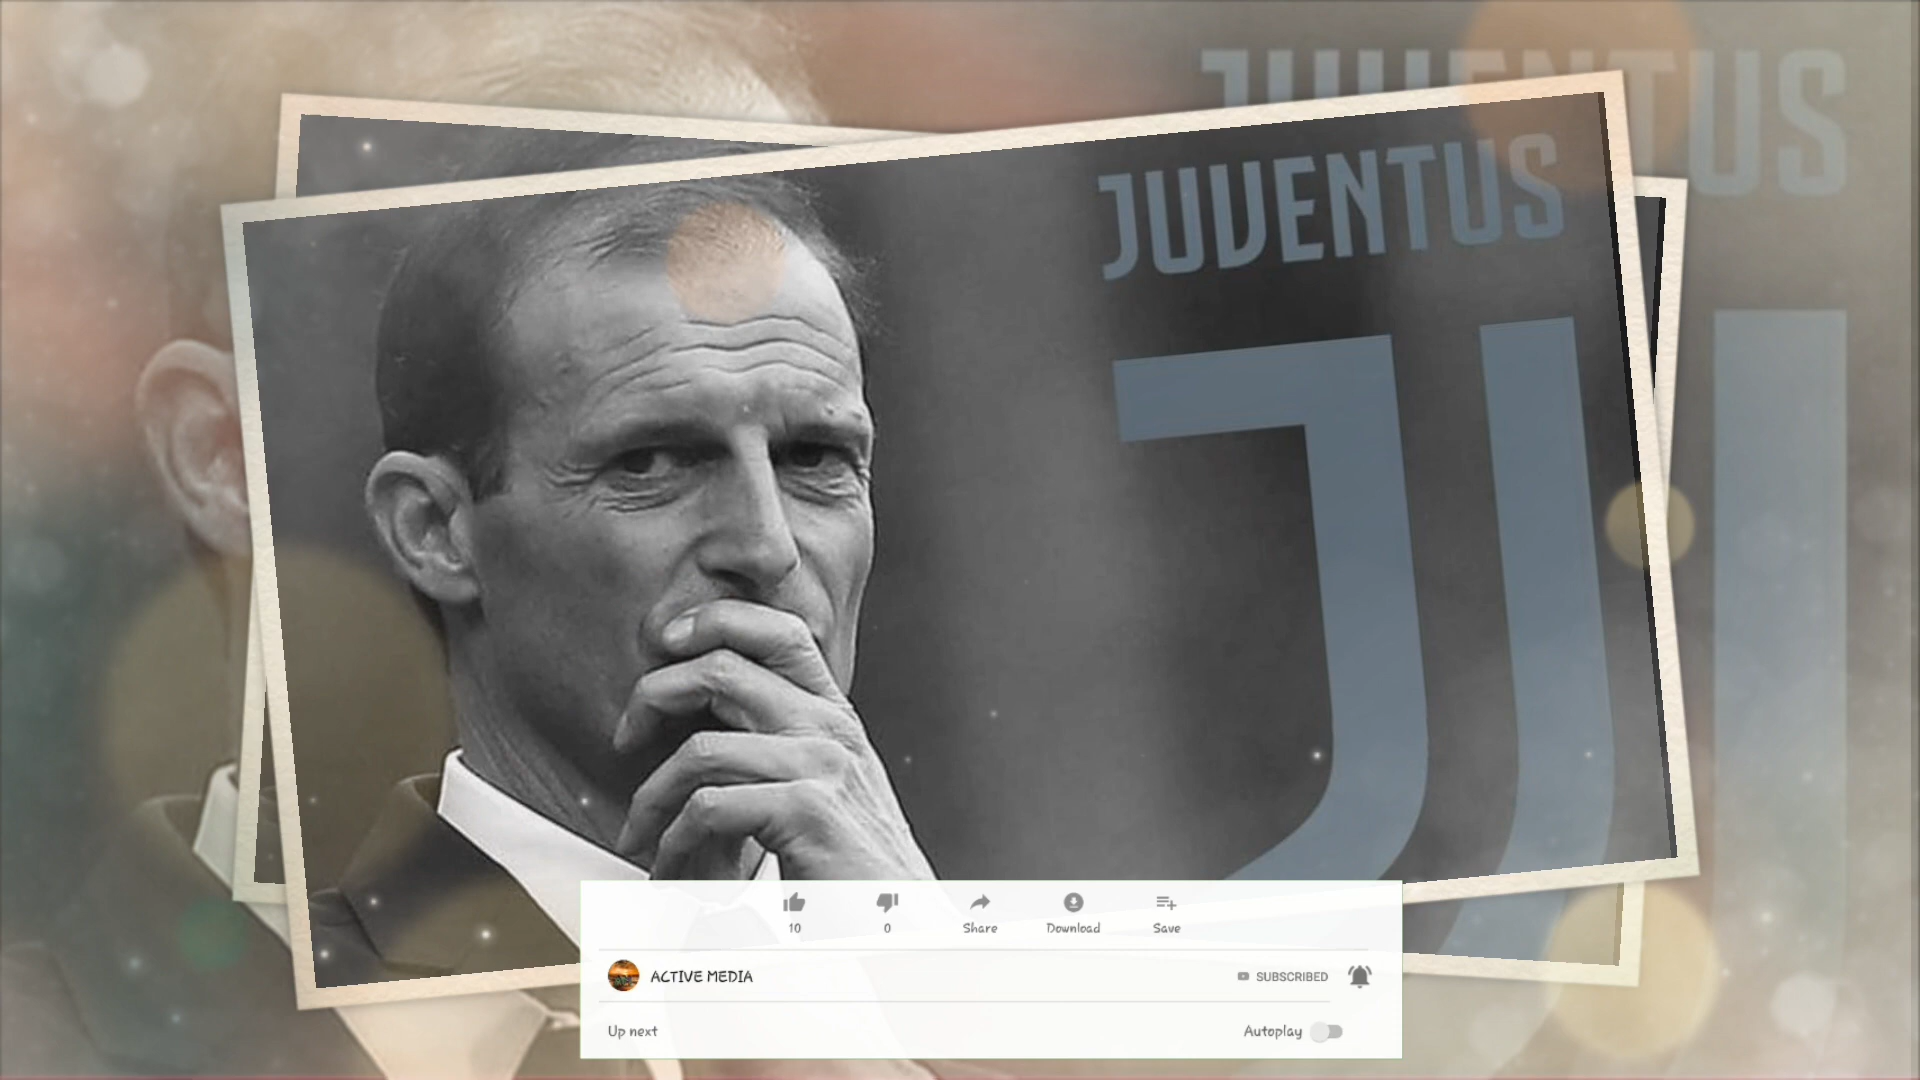 JUVENTUS
JUVENTUS
10
0
Share
Download
Save
ACTIVE MEDIA
SUBSCRIBED
Up next
Autoplay